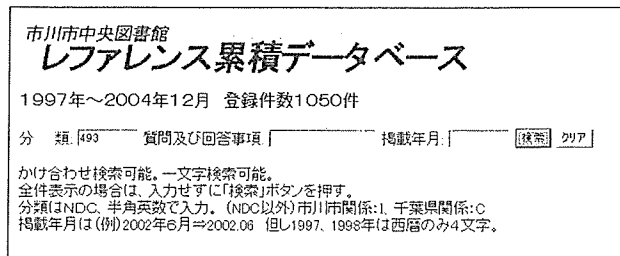 市川市中央図書館
レファレンス累積データベース
1997年～2004年12月 登録件数1050件
分 類: 493 質問及び回答事項: 掲載年月: 検索 クリア
かけ合わせ検索可能。一文字検索可能。
全件表示の場合は、入力せずに「検索」ボタンを押す。
分類はNDC、半角英数で入力。(NDC以外)市川市関係:I、千葉県関係:C
掲載年月は(例)2002年6月⇒2002.06 但し1997、1998年は西暦のみ4文字。